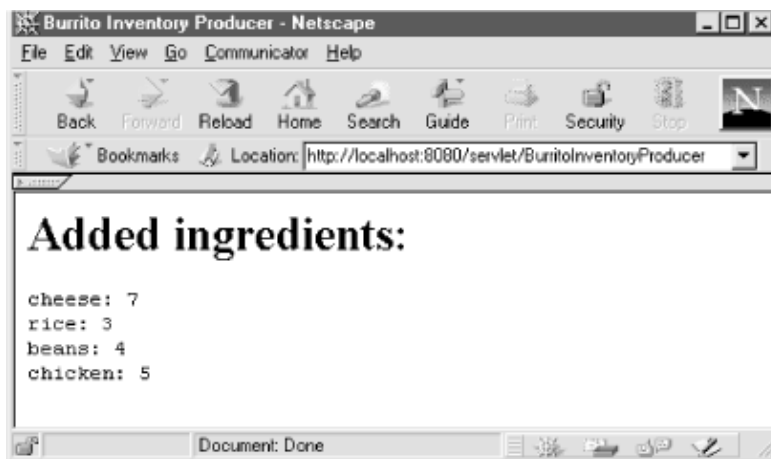 Burrito Inventory Producer - Netscape
File Edit View Go Communicator Help
Back Forward Reload Home Search Guide Print Security Stop
N
Bookmarks Location: http://localhost:8080/servlet/BurritoInventoryProducer
Added ingredients:
cheese: 7
rice: 3
beans: 4
chicken: 5
Document: Done